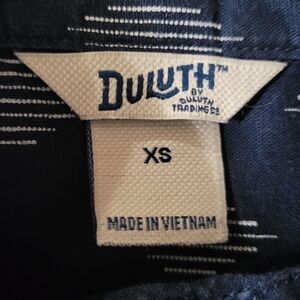 DULUTH™
BY
DULUTH
TRADING CO
XS
MADE IN VIETNAM